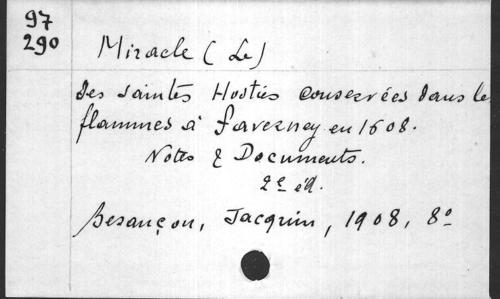 97
290
Miracle (Le)
Des saintes Hosties conservées dans les
flammes à Faverney en 1608.
Notes & Documents.
2e éd.
Besançon, Jacquin, 1908, 8o